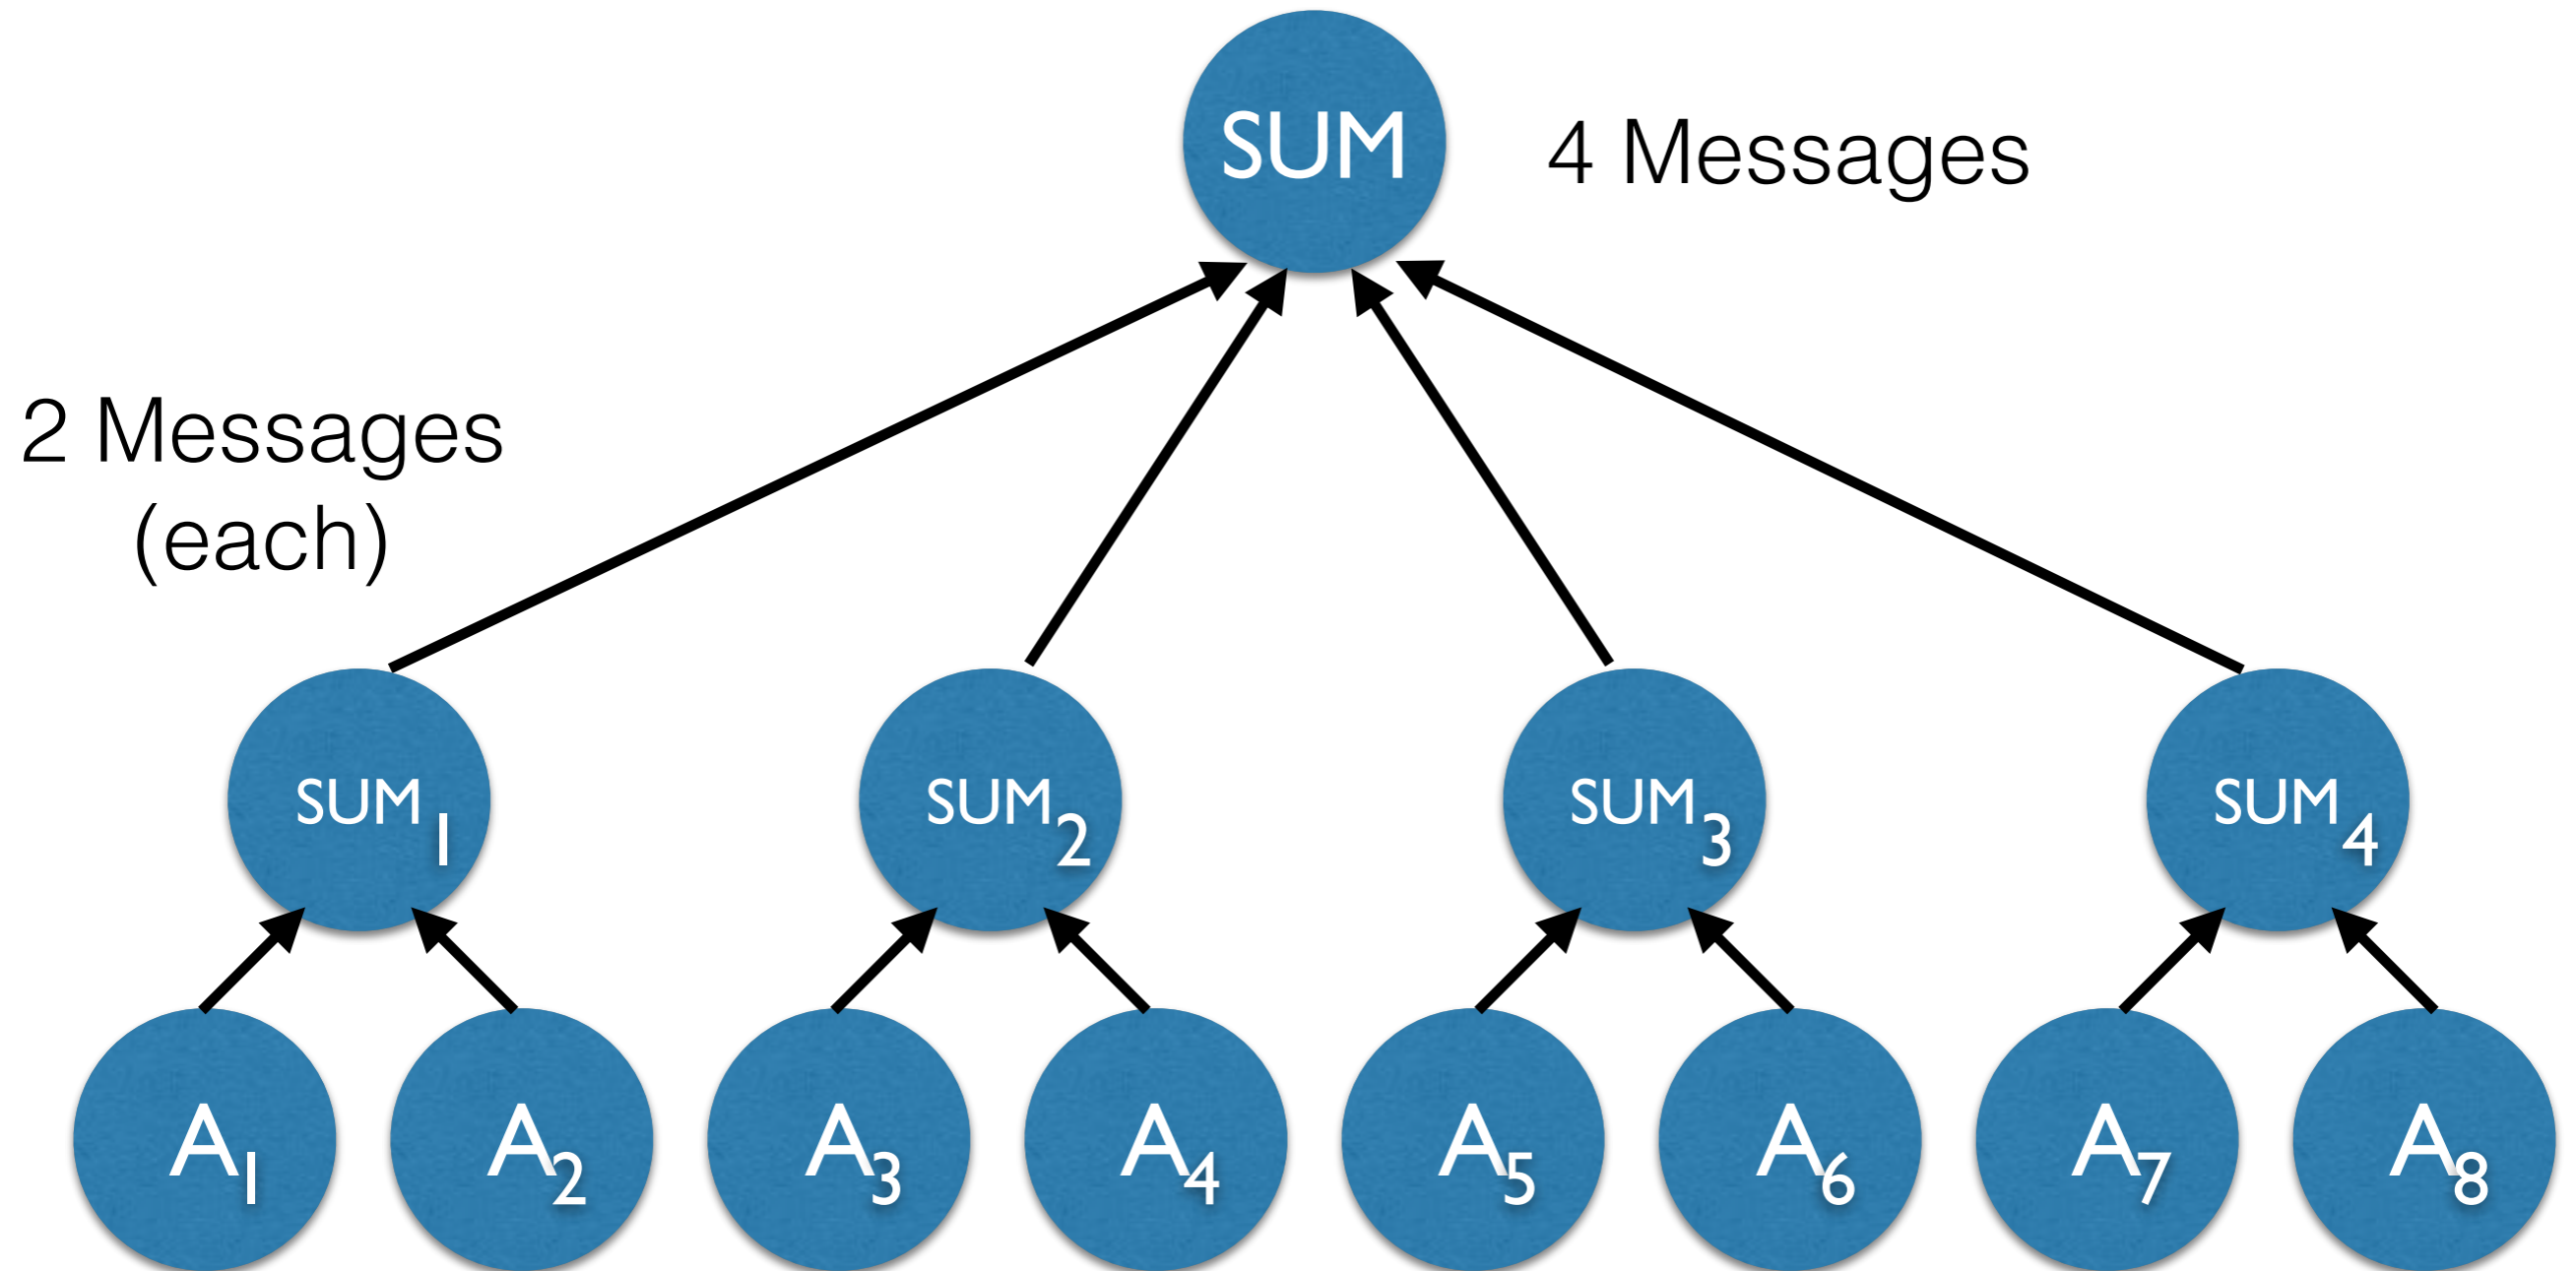 SUM
4 Messages
2 Messages
(each)
SUM1
SUM2
SUM3
SUM4
A1
A2
A3
A4
A5
A6
A7
A8